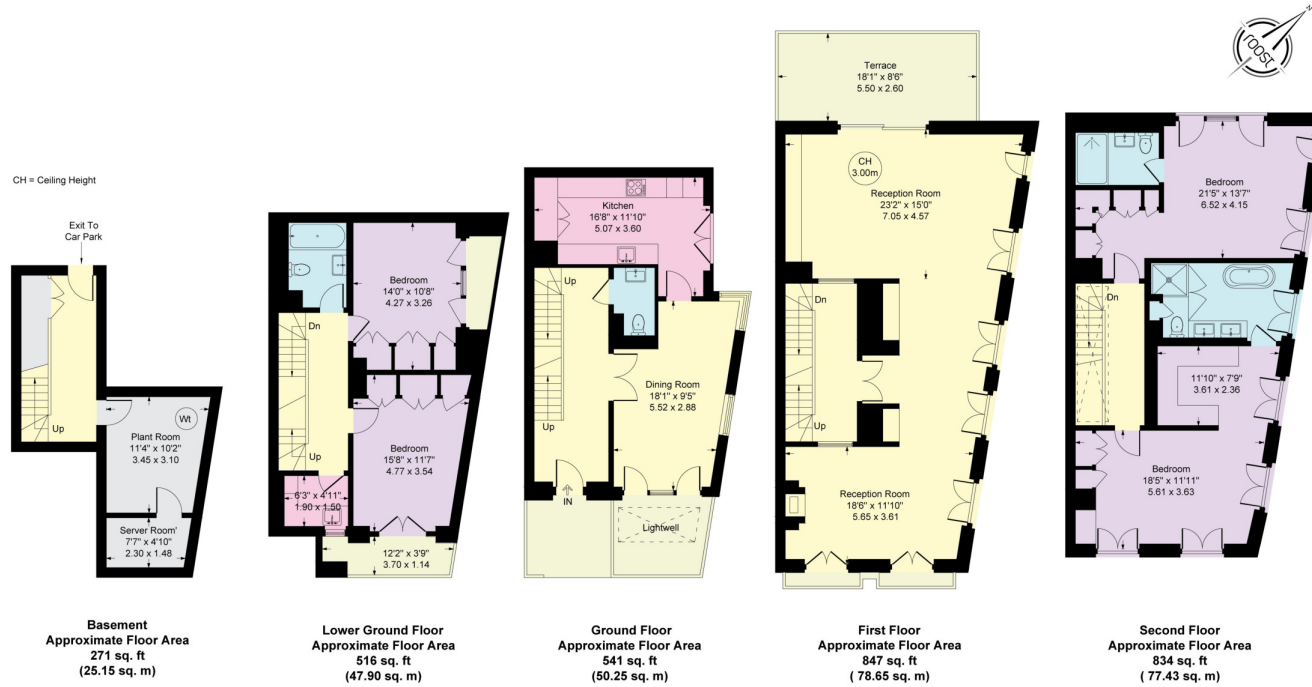 roost
N
CH = Ceiling Height
Exit To
Car Park
Up
Plant Room
11'4" x 10'2"
3.45 x 3.10
Wt
Server Room'
7'7" x 4'10"
2.30 x 1.48
Basement
Approximate Floor Area
271 sq. ft
(25.15 sq. m)
Bedroom
14'0" x 10'8"
4.27 x 3.26
Dn
Up
Bedroom
15'8" x 11'7"
4.77 x 3.54
6'3" x 4'11"
1.90 x 1.50
12'2" x 3'9"
3.70 x 1.14
Lower Ground Floor
Approximate Floor Area
516 sq. ft
(47.90 sq. m)
Kitchen
16'8" x 11'10"
5.07 x 3.60
Up
Up
Dining Room
18'1" x 9'5"
5.52 x 2.88
IN
Lightwell
Ground Floor
Approximate Floor Area
541 sq. ft
(50.25 sq. m)
Terrace
18'1" x 8'6"
5.50 x 2.60
CH
3.00m
Reception Room
23'2" x 15'0"
7.05 x 4.57
Dn
Up
Reception Room
18'6" x 11'10"
5.65 x 3.61
First Floor
Approximate Floor Area
847 sq. ft
( 78.65 sq. m)
Bedroom
21'5" x 13'7"
6.52 x 4.15
Dn
11'10" x 7'9"
3.61 x 2.36
Bedroom
18'5" x 11'11"
5.61 x 3.63
Second Floor
Approximate Floor Area
834 sq. ft
( 77.43 sq. m)